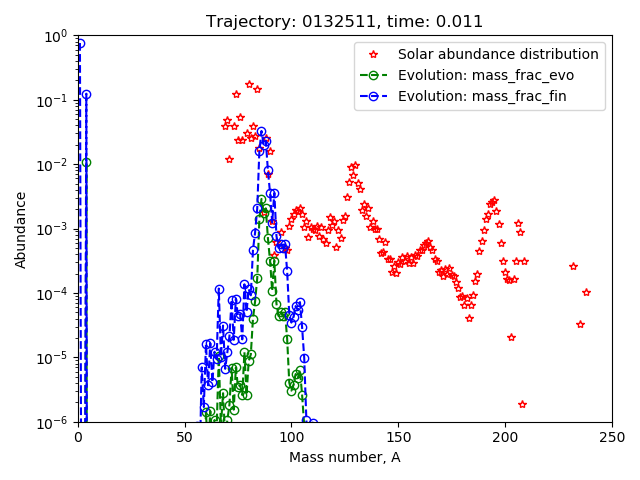 Trajectory: 0132511, time: 0.011
Solar abundance distribution
Evolution: mass_frac_evo
Evolution: mass_frac_fin
Abundance
10^0
10^-1
10^-2
10^-3
10^-4
10^-5
10^-6
0 50 100 150 200 250
Mass number, A